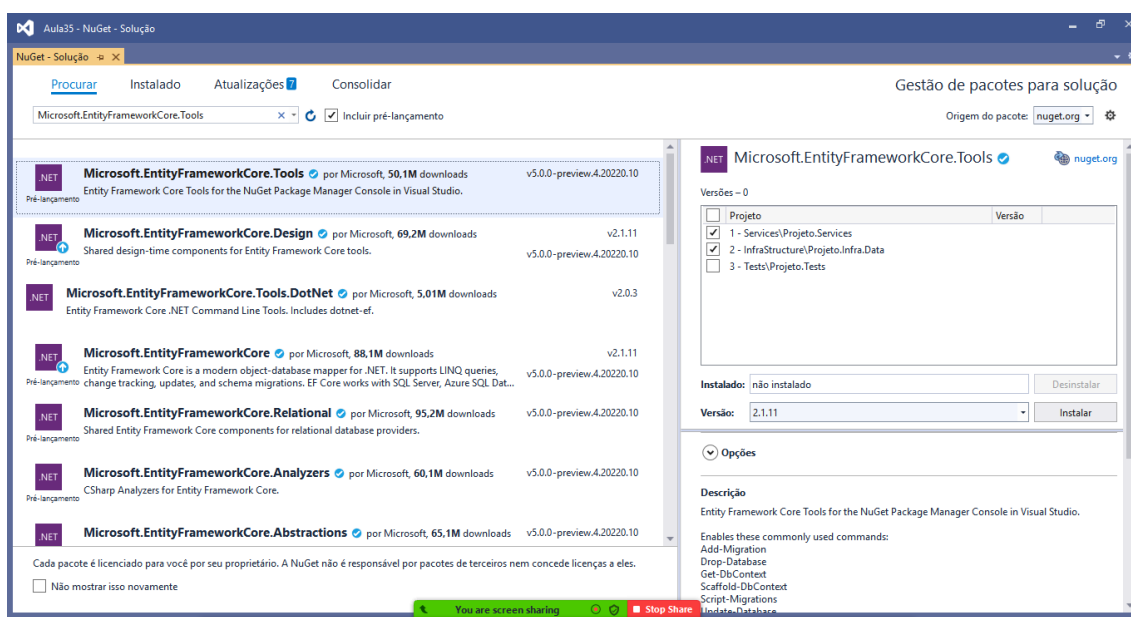 Aula35 - NuGet - Solução
NuGet - Solução
Procurar Instalado Atualizações 7 Consolidar
Gestão de pacotes para solução
Microsoft.EntityFrameworkCore.Tools
Incluir pré-lançamento
Origem do pacote: nuget.org
.NET
Pré-lançamento
Microsoft.EntityFrameworkCore.Tools por Microsoft, 50,1M downloads v5.0.0-preview.4.20220.10
Entity Framework Core Tools for the NuGet Package Manager Console in Visual Studio.
.NET
Pré-lançamento
Microsoft.EntityFrameworkCore.Design por Microsoft, 69,2M downloads v2.1.11
Shared design-time components for Entity Framework Core tools. v5.0.0-preview.4.20220.10
.NET
Microsoft.EntityFrameworkCore.Tools.DotNet por Microsoft, 5,01M downloads v2.0.3
Entity Framework Core .NET Command Line Tools. Includes dotnet-ef.
.NET
Pré-lançamento
Microsoft.EntityFrameworkCore por Microsoft, 88,1M downloads v2.1.11
Entity Framework Core is a modern object-database mapper for .NET. It supports LINQ queries, v5.0.0-preview.4.20220.10
change tracking, updates, and schema migrations. EF Core works with SQL Server, Azure SQL Dat...
.NET
Pré-lançamento
Microsoft.EntityFrameworkCore.Relational por Microsoft, 95,2M downloads v5.0.0-preview.4.20220.10
Shared Entity Framework Core components for relational database providers.
.NET
Pré-lançamento
Microsoft.EntityFrameworkCore.Analyzers por Microsoft, 60,1M downloads v5.0.0-preview.4.20220.10
CSharp Analyzers for Entity Framework Core.
.NET
Microsoft.EntityFrameworkCore.Abstractions por Microsoft, 65,1M downloads v5.0.0-preview.4.20220.10
Cada pacote é licenciado para você por seu proprietário. A NuGet não é responsável por pacotes de terceiros nem concede licenças a eles.
Não mostrar isso novamente
.NET Microsoft.EntityFrameworkCore.Tools nuget.org
Versões – 0
Projeto Versão
1 - Services\Projeto.Services
2 - InfraStructure\Projeto.Infra.Data
3 - Tests\Projeto.Tests
Instalado: não instalado Desinstalar
Versão: 2.1.11 Instalar
Opções
Descrição
Entity Framework Core Tools for the NuGet Package Manager Console in Visual Studio.
Enables these commonly used commands:
Add-Migration
Drop-Database
Get-DbContext
Scaffold-DbContext
Script-Migrations
Update-Database
You are screen sharing Stop Share